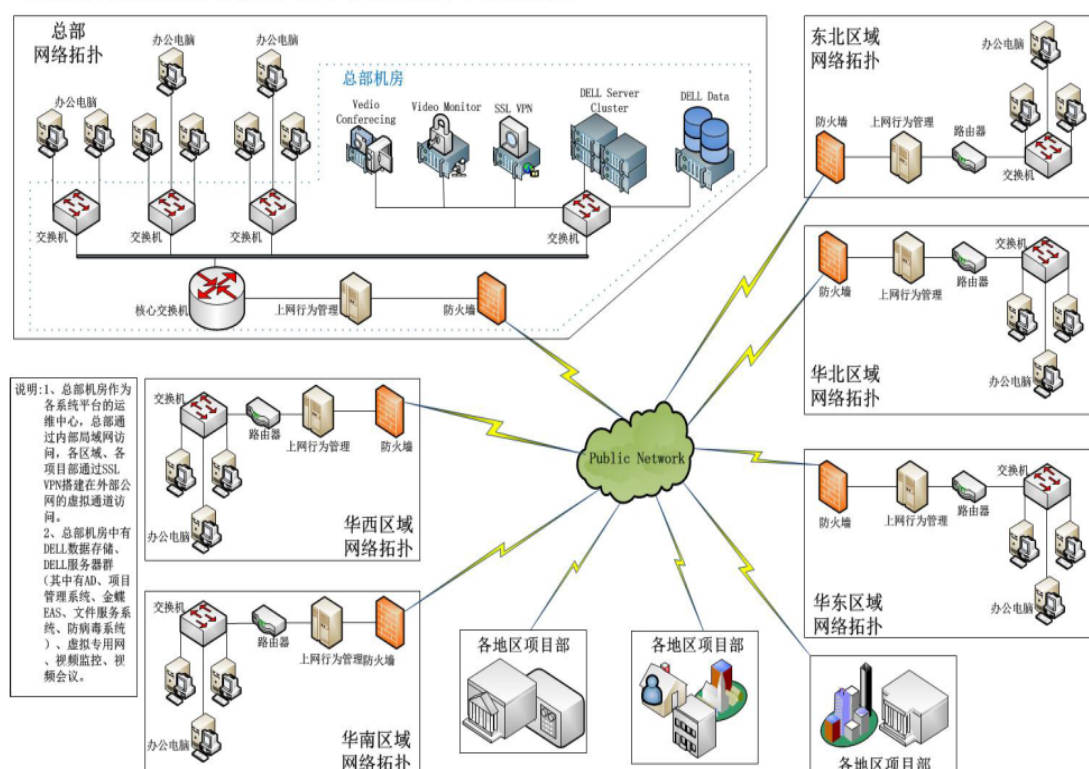 总部
网络拓扑
办公电脑
办公电脑
办公电脑
总部机房
Vedio
Conferecing
Video Monitor
SSL VPN
DELL Server
Cluster
DELL Data
交换机
交换机
交换机
交换机
核心交换机
上网行为管理
防火墙
东北区域
网络拓扑
办公电脑
防火墙
上网行为管理
路由器
交换机
交换机
防火墙
上网行为管理
路由器
办公电脑
华北区域
网络拓扑
说明:1、总部机房作为
各系统平台的运
维中心，总部通
过内部局域网访
问，各区域、各
项目部通过SSL
VPN搭建在外部公
网的虚拟通道访
问。
2、总部机房中有
DELL数据存储、
DELL服务器群
(其中有AD、项目
管理系统、金蝶
EAS、文件服务系
统、防病毒系统
)、虚拟专用网
、视频监控、视
频会议。
交换机
路由器
上网行为管理
防火墙
办公电脑
华西区域
网络拓扑
Public Network
交换机
防火墙
上网行为管理
路由器
办公电脑
华东区域
网络拓扑
交换机
路由器
上网行为管理
防火墙
办公电脑
华南区域
网络拓扑
各地区项目部
各地区项目部
各地区项目部